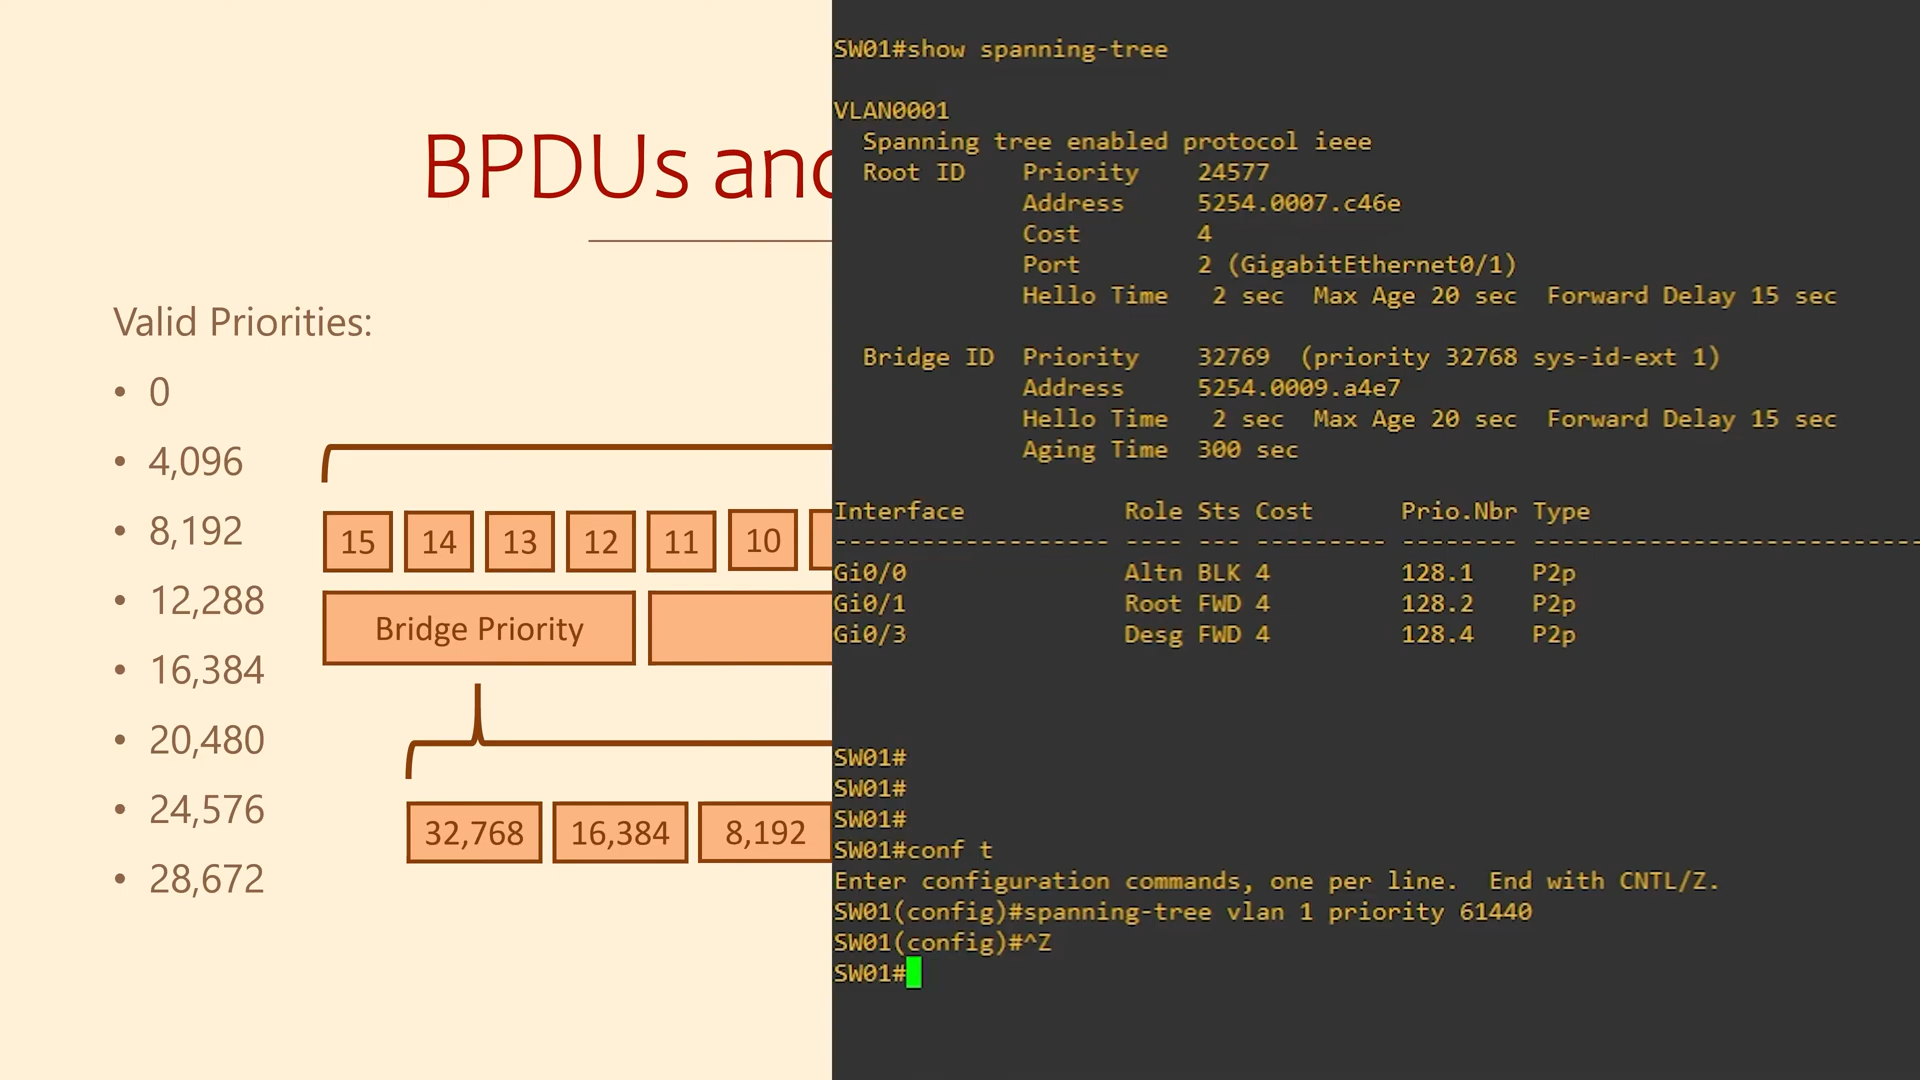 BPDUs and
Valid Priorities:
• 0
• 4,096
• 8,192
• 12,288
• 16,384
• 20,480
• 24,576
• 28,672
15 14 13 12 11 10
Bridge Priority
32,768 16,384 8,192
SW01#show spanning-tree
VLAN0001
Spanning tree enabled protocol ieee
Root ID Priority 24577
Address 5254.0007.c46e
Cost 4
Port 2 (GigabitEthernet0/1)
Hello Time 2 sec Max Age 20 sec Forward Delay 15 sec
Bridge ID Priority 32769 (priority 32768 sys-id-ext 1)
Address 5254.0009.a4e7
Hello Time 2 sec Max Age 20 sec Forward Delay 15 sec
Aging Time 300 sec
Interface Role Sts Cost Prio.Nbr Type
------------------- ---- --- --------- -------- --------------------------
Gi0/0 Altn BLK 4 128.1 P2p
Gi0/1 Root FWD 4 128.2 P2p
Gi0/3 Desg FWD 4 128.4 P2p
SW01#
SW01#
SW01#
SW01#conf t
Enter configuration commands, one per line. End with CNTL/Z.
SW01(config)#spanning-tree vlan 1 priority 61440
SW01(config)#^Z
SW01#